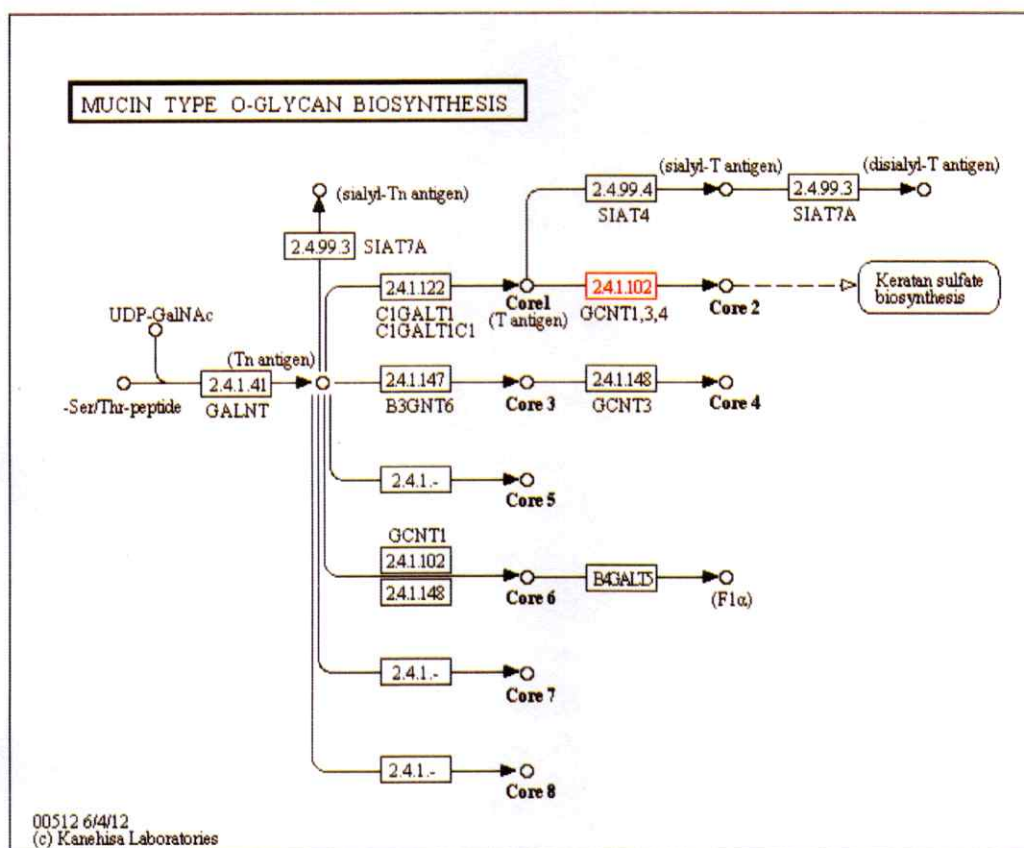 MUCIN TYPE O-GLYCAN BIOSYNTHESIS
(sialyl-T antigen)
(disialyl-T antigen)
(sialyl-Tn antigen)
2.4.99.4
2.4.99.3
SIAT4
SIAT7A
2.4.99.3
SIAT7A
2.4.1.122
2.4.1.102
Keratan sulfate
biosynthesis
Core1
(T antigen)
C1GALT1
C1GALT1C1
GCNT1,3,4
Core 2
UDP-GalNAc
(Tn antigen)
2.4.1.41
2.4.1.147
2.4.1.148
-Ser/Thr-peptide
GALNT
B3GNT6
Core 3
GCNT3
Core 4
2.4.1.-
Core 5
GCNT1
2.4.1.102
2.4.1.148
B4GALT5
Core 6
(F1α)
2.4.1.-
Core 7
2.4.1.-
Core 8
00512 6/4/12
(c) Kanehisa Laboratories